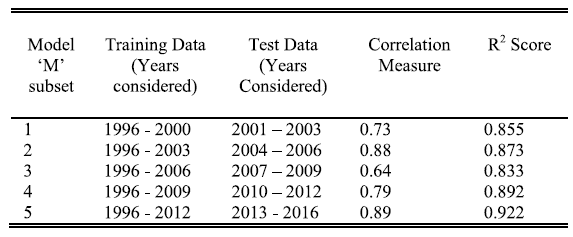 Model Training Data Test Data Correlation R² Score
‘M’ (Years (Years Measure
subset considered) Considered)
1 1996 - 2000 2001 – 2003 0.73 0.855
2 1996 - 2003 2004 – 2006 0.88 0.873
3 1996 - 2006 2007 – 2009 0.64 0.833
4 1996 - 2009 2010 – 2012 0.79 0.892
5 1996 - 2012 2013 - 2016 0.89 0.922